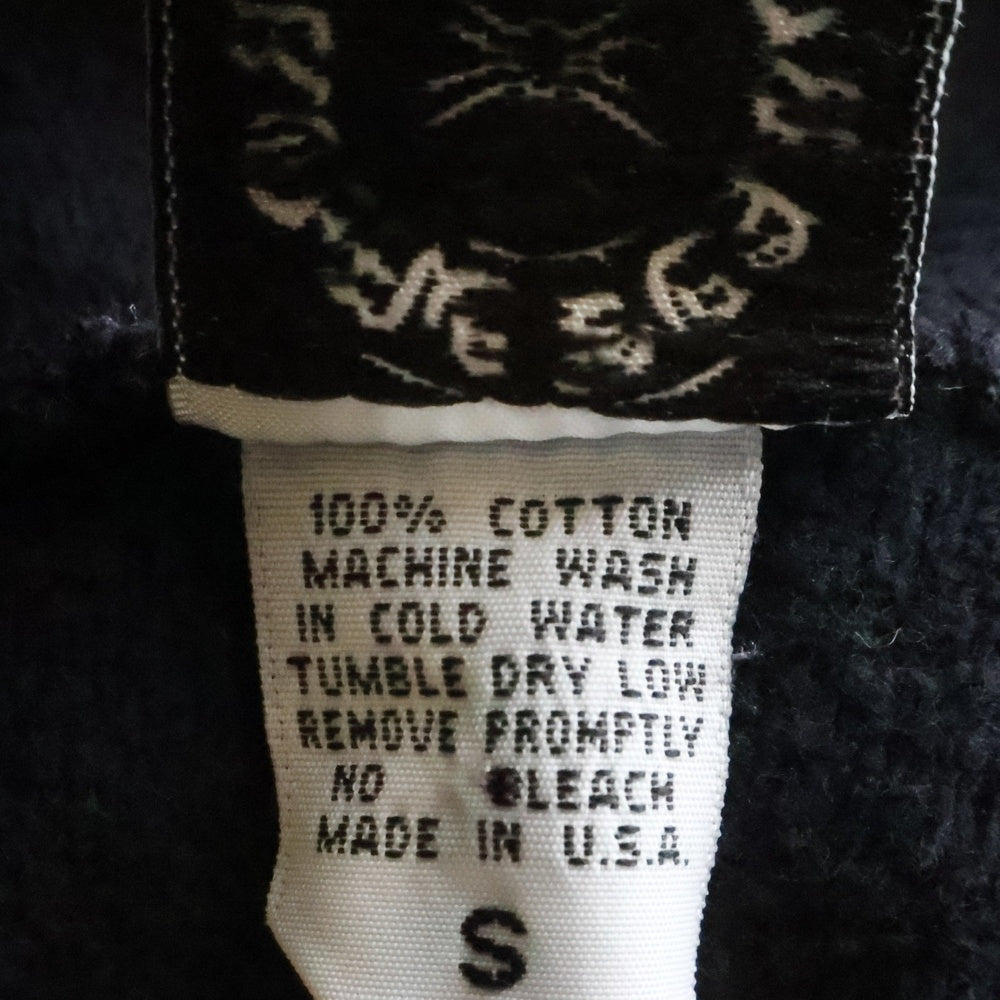 100% COTTON
MACHINE WASH
IN COLD WATER
TUMBLE DRY LOW
REMOVE PROMPTLY
NO BLEACH
MADE IN U.S.A.
S